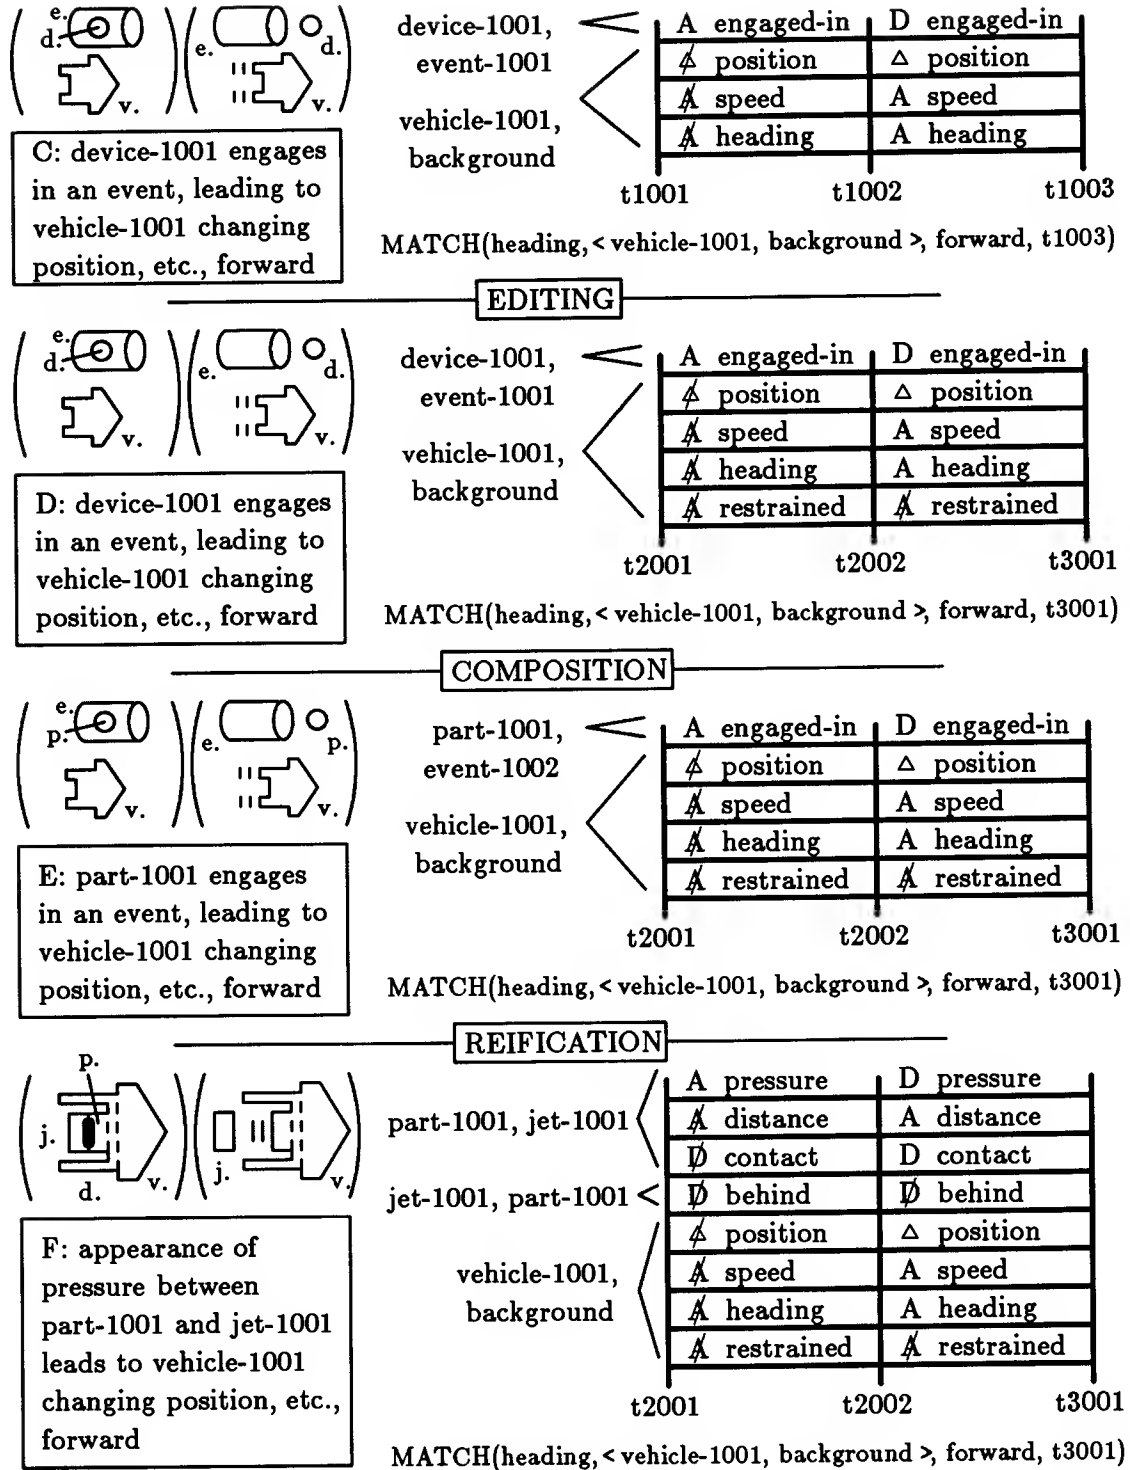 e.
d.
v.
e.
d.
v.
C: device-1001 engages
in an event, leading to
vehicle-1001 changing
position, etc., forward
device-1001,
event-1001
vehicle-1001,
background
A engaged-in D engaged-in
∆̸ position ∆ position
A̸ speed A speed
A̸ heading A heading
t1001 t1002 t1003
MATCH(heading,< vehicle-1001, background >, forward, t1003)
EDITING
e.
d.
v.
e.
d.
v.
D: device-1001 engages
in an event, leading to
vehicle-1001 changing
position, etc., forward
device-1001,
event-1001
vehicle-1001,
background
A engaged-in D engaged-in
∆̸ position ∆ position
A̸ speed A speed
A̸ heading A heading
A̸ restrained A̸ restrained
t2001 t2002 t3001
MATCH(heading,< vehicle-1001, background >, forward, t3001)
COMPOSITION
e.
p.
v.
e.
p.
v.
E: part-1001 engages
in an event, leading to
vehicle-1001 changing
position, etc., forward
part-1001,
event-1002
vehicle-1001,
background
A engaged-in D engaged-in
∆̸ position ∆ position
A̸ speed A speed
A̸ heading A heading
A̸ restrained A̸ restrained
t2001 t2002 t3001
MATCH(heading,< vehicle-1001, background >, forward, t3001)
REIFICATION
p.
j.
d.
v.
j.
v.
F: appearance of
pressure between
part-1001 and jet-1001
leads to vehicle-1001
changing position, etc.,
forward
part-1001, jet-1001
jet-1001, part-1001
vehicle-1001,
background
A pressure D pressure
A̸ distance A distance
D̸ contact D contact
D̸ behind D̸ behind
∆̸ position ∆ position
A̸ speed A speed
A̸ heading A heading
A̸ restrained A̸ restrained
t2001 t2002 t3001
MATCH(heading,< vehicle-1001, background >, forward, t3001)